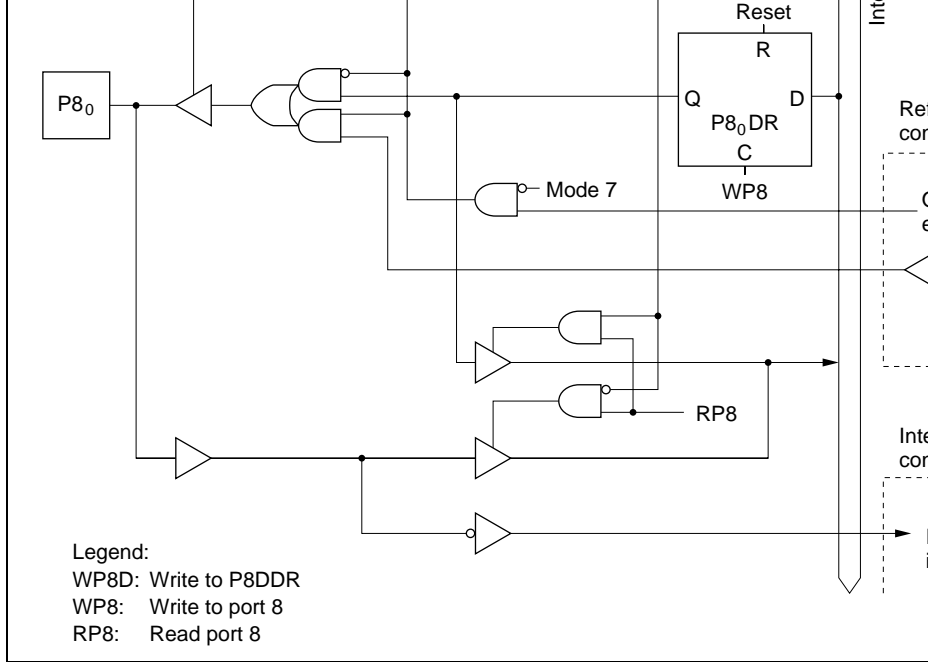 Reset
R
P8₀
Q D
P8₀DR
C
WP8
Mode 7
RP8
Legend:
WP8D: Write to P8DDR
WP8: Write to port 8
RP8: Read port 8